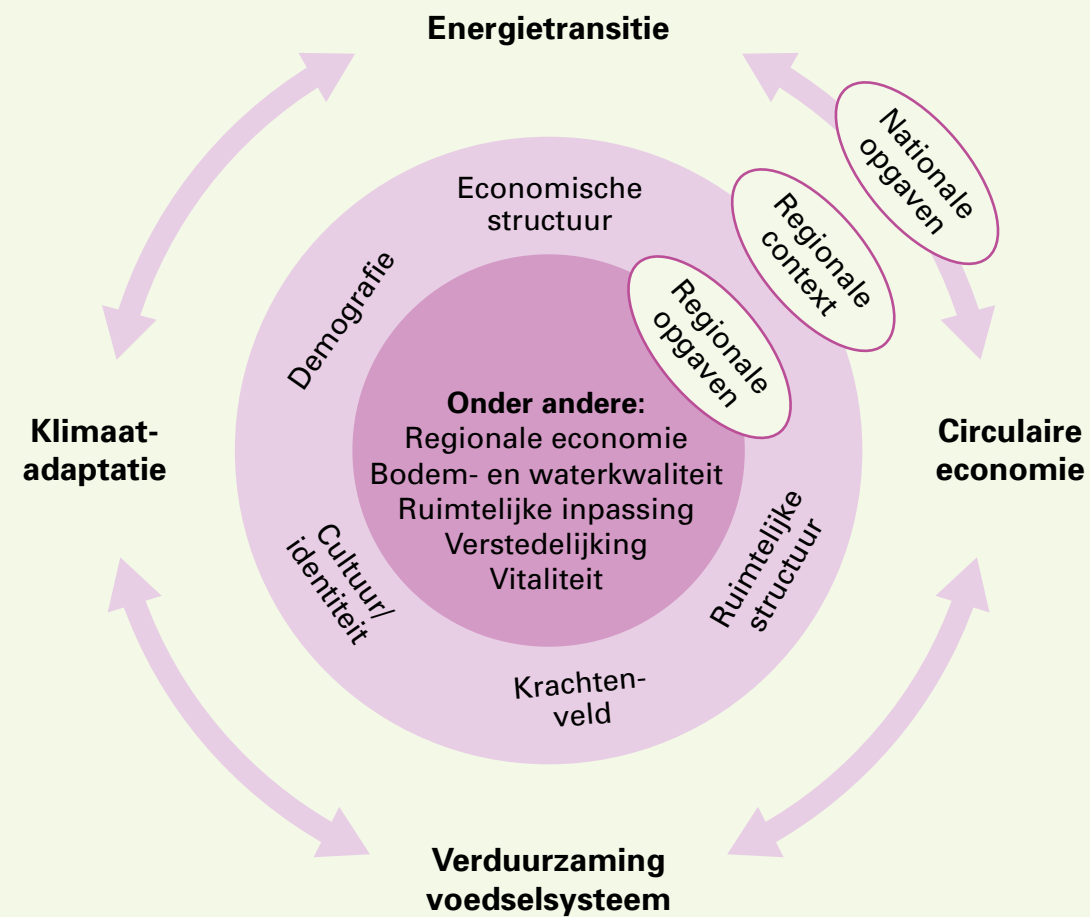 Energietransitie
Nationale
opgaven
Regionale
context
Regionale
opgaven
Economische
structuur
Demografie
Onder andere:
Regionale economie
Bodem- en waterkwaliteit
Ruimtelijke inpassing
Verstedelijking
Vitaliteit
Klimaat-
adaptatie
Circulaire
economie
Cultuur/
identiteit
Ruimtelijke
structuur
Krachten-
veld
Verduurzaming
voedselsysteem